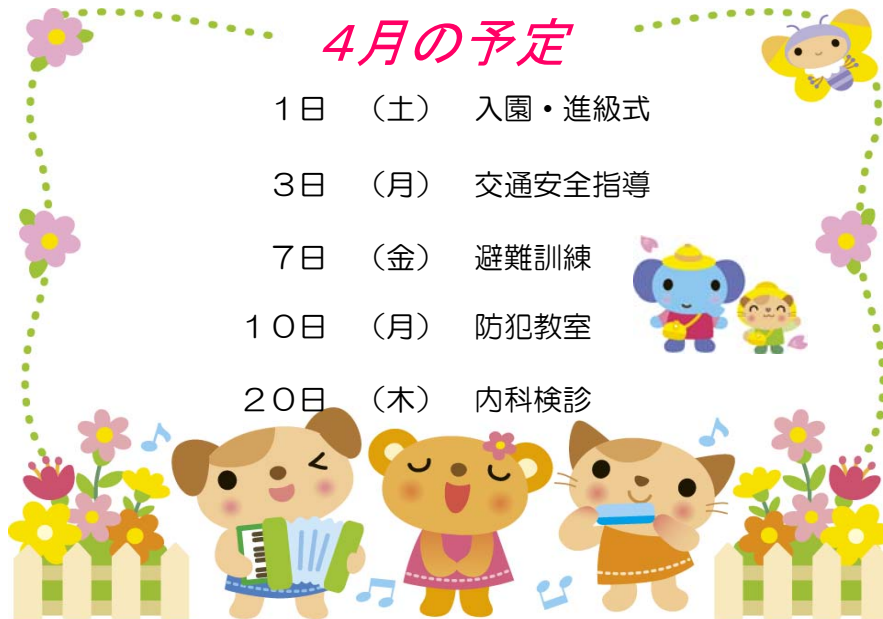 4月の予定
1日 （土） 入園・進級式
3日 （月） 交通安全指導
7日 （金） 避難訓練
10日 （月） 防犯教室
20日 （木） 内科検診